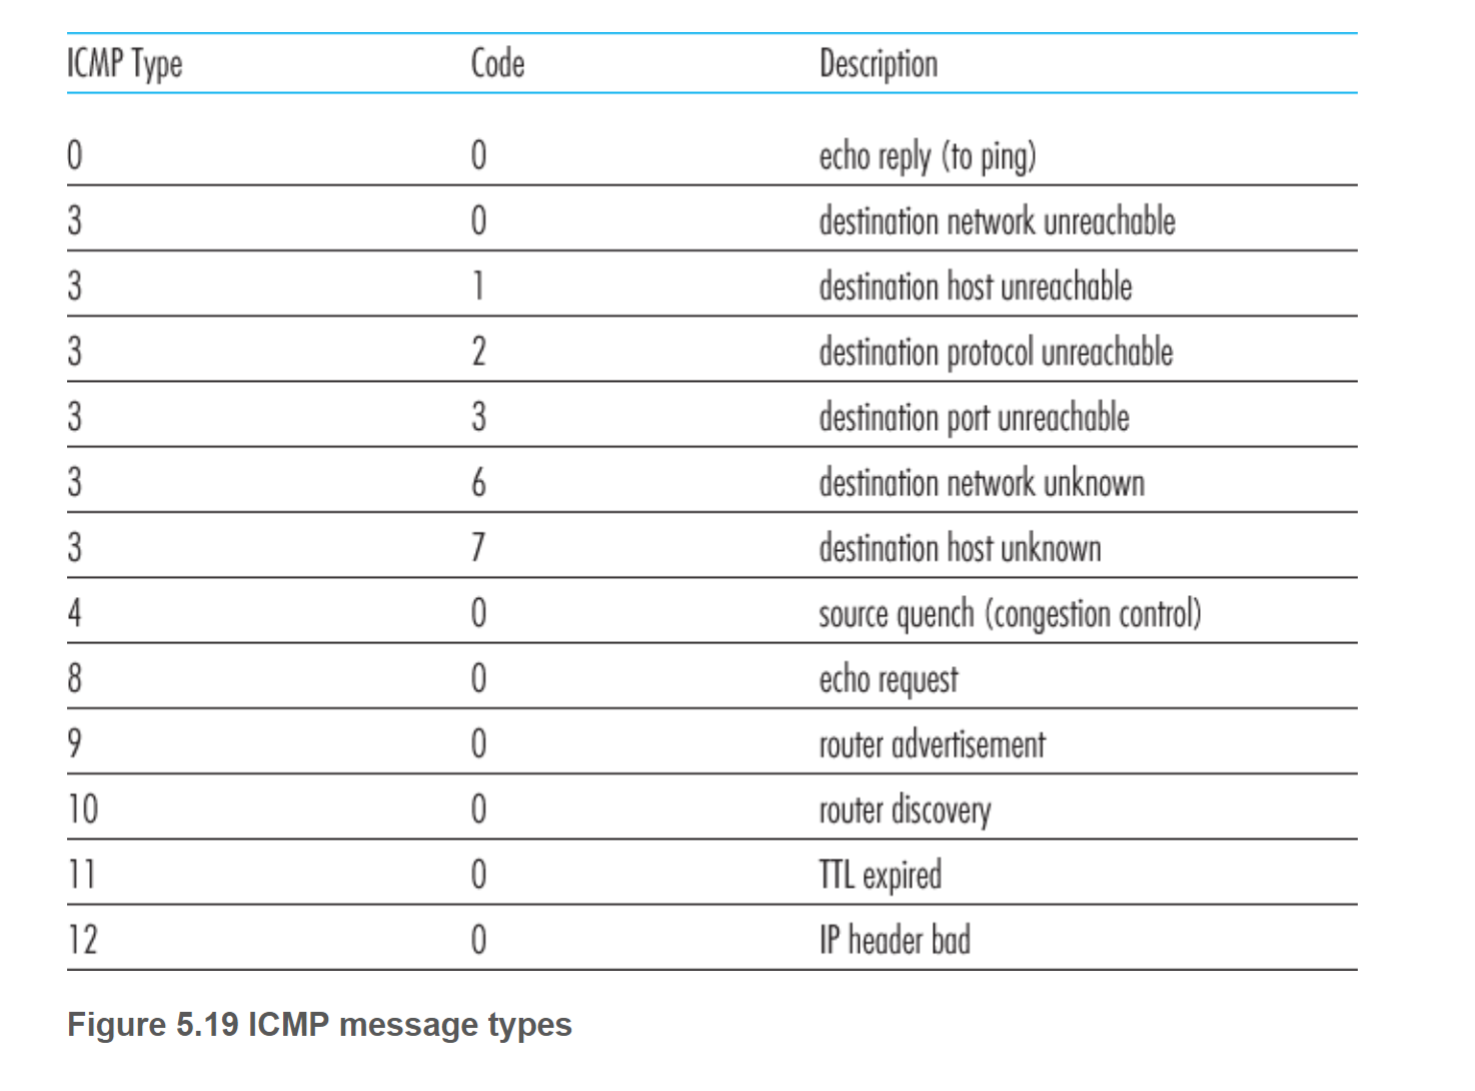 ICMP Type Code Description
0 0 echo reply (to ping)
3 0 destination network unreachable
3 1 destination host unreachable
3 2 destination protocol unreachable
3 3 destination port unreachable
3 6 destination network unknown
3 7 destination host unknown
4 0 source quench (congestion control)
8 0 echo request
9 0 router advertisement
10 0 router discovery
11 0 TTL expired
12 0 IP header bad
Figure 5.19 ICMP message types